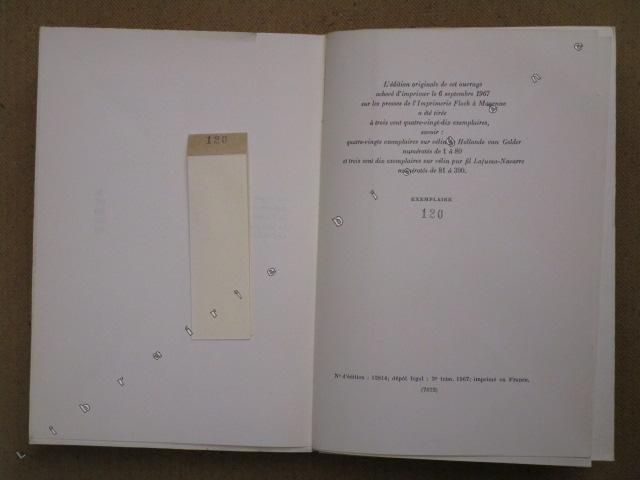 120
L'édition originale de cet ouvrage
achevé d'imprimer le 6 septembre 1967
sur les presses de l'Imprimerie Floch à Mayenne
a été tirée
à trois cent quatre-vingt-dix exemplaires,
savoir :
quatre-vingts exemplaires sur vélin Hollande van Gelder
numérotés de 1 à 80
et trois cent dix exemplaires sur vélin pur fil Lafuma-Navarre
numérotés de 81 à 390.
EXEMPLAIRE
120
N° d'édition : 12814; dépôt légal : 3e trim. 1967; imprimé en France.
(7622)
Librairie